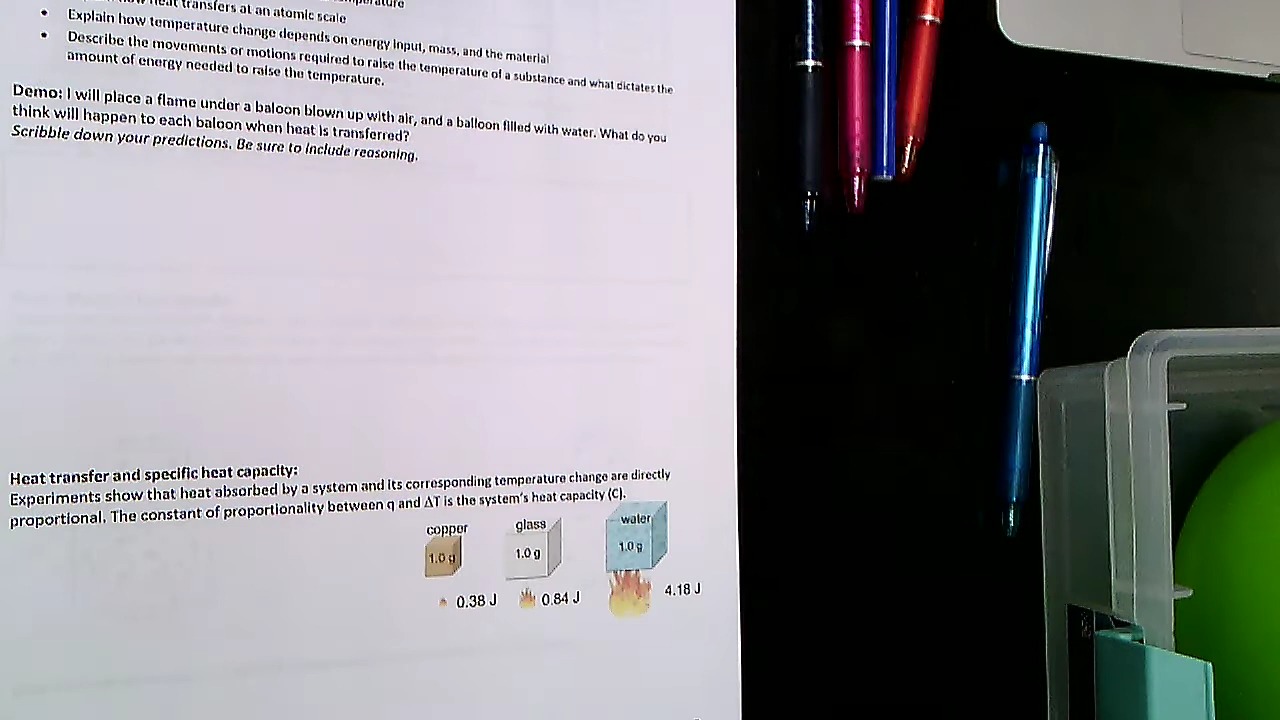 heat transfers at an atomic scale
• Explain how temperature change depends on energy input, mass, and the material
• Describe the movements or motions required to raise the temperature of a substance and what dictates the
amount of energy needed to raise the temperature.
Demo: I will place a flame under a baloon blown up with air, and a balloon filled with water. What do you
think will happen to each baloon when heat is transferred?
Scribble down your predictions. Be sure to include reasoning.
Heat transfer and specific heat capacity:
Experiments show that heat absorbed by a system and its corresponding temperature change are directly
proportional. The constant of proportionality between q and ΔT is the system's heat capacity (C).
copper glass water
1.0 g 1.0 g 1.0 g
0.38 J 0.84 J 4.18 J